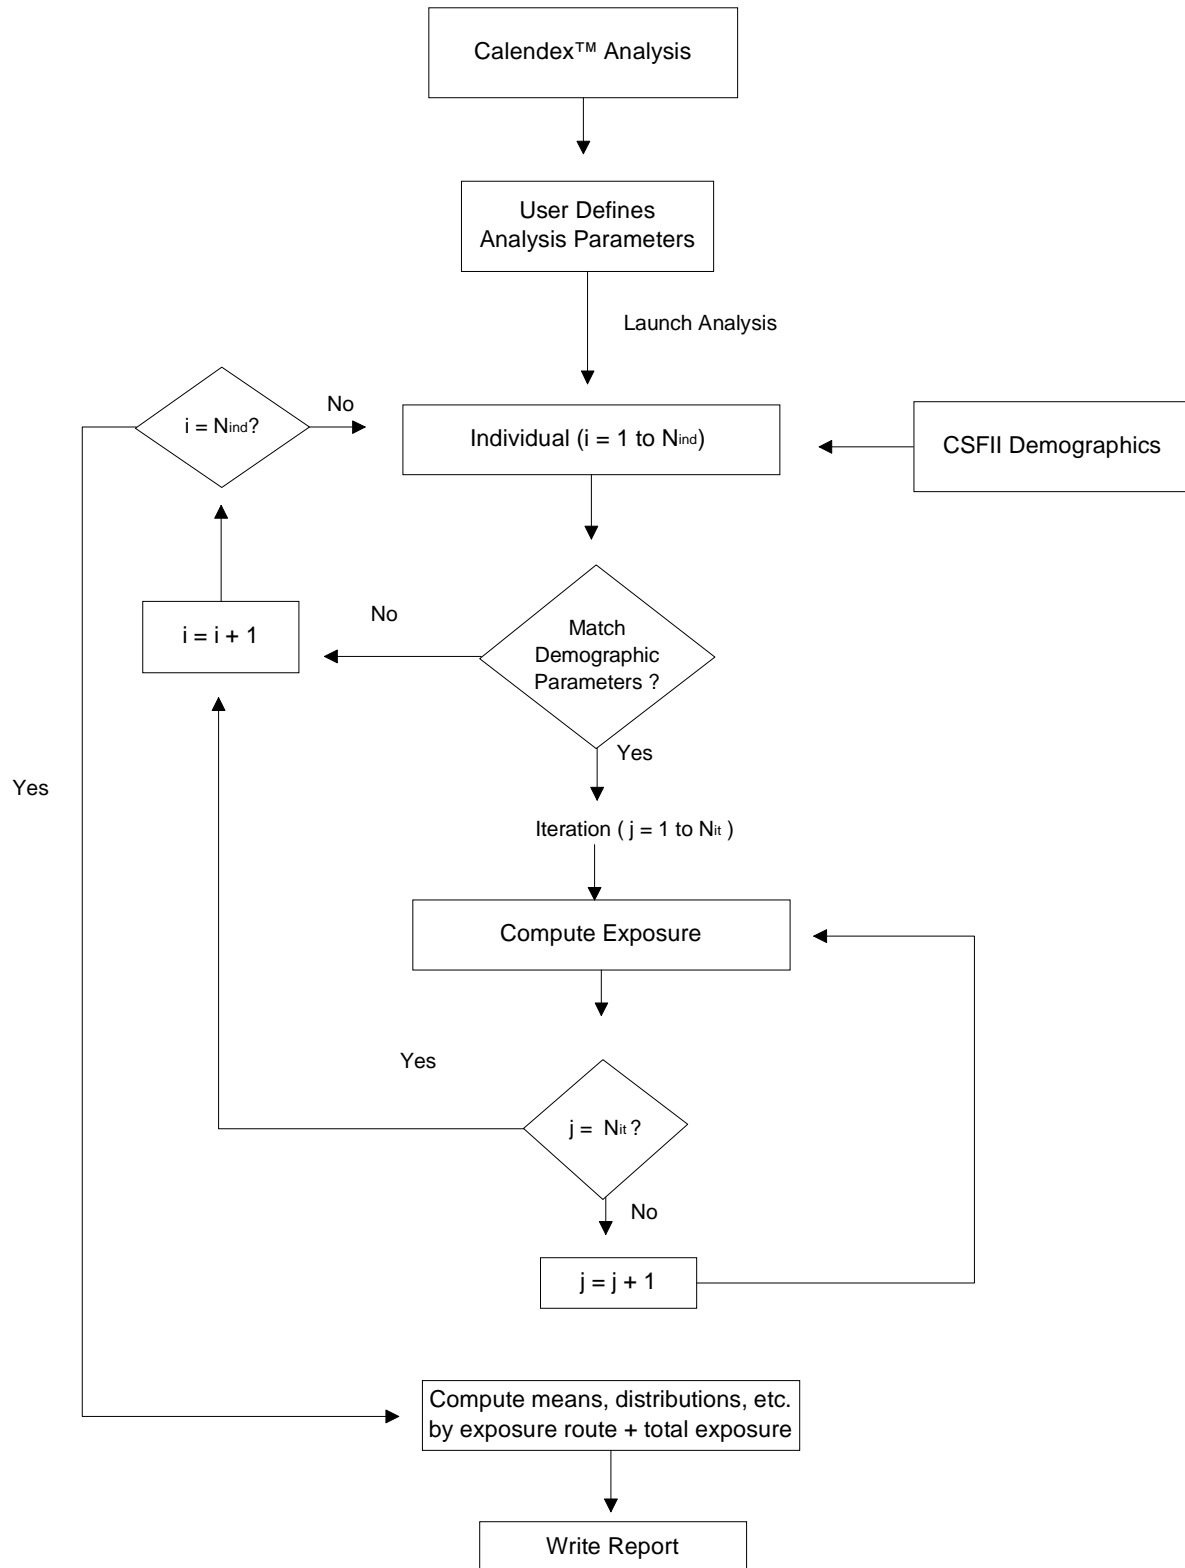 Calendex™ Analysis
User Defines
Analysis Parameters
Launch Analysis
i = Nind?
No
Individual (i = 1 to Nind)
CSFII Demographics
i = i + 1
No
Match
Demographic
Parameters ?
Yes
Yes
Iteration ( j = 1 to Nit )
Compute Exposure
Yes
j = Nit ?
No
j = j + 1
Compute means, distributions, etc.
by exposure route + total exposure
Write Report